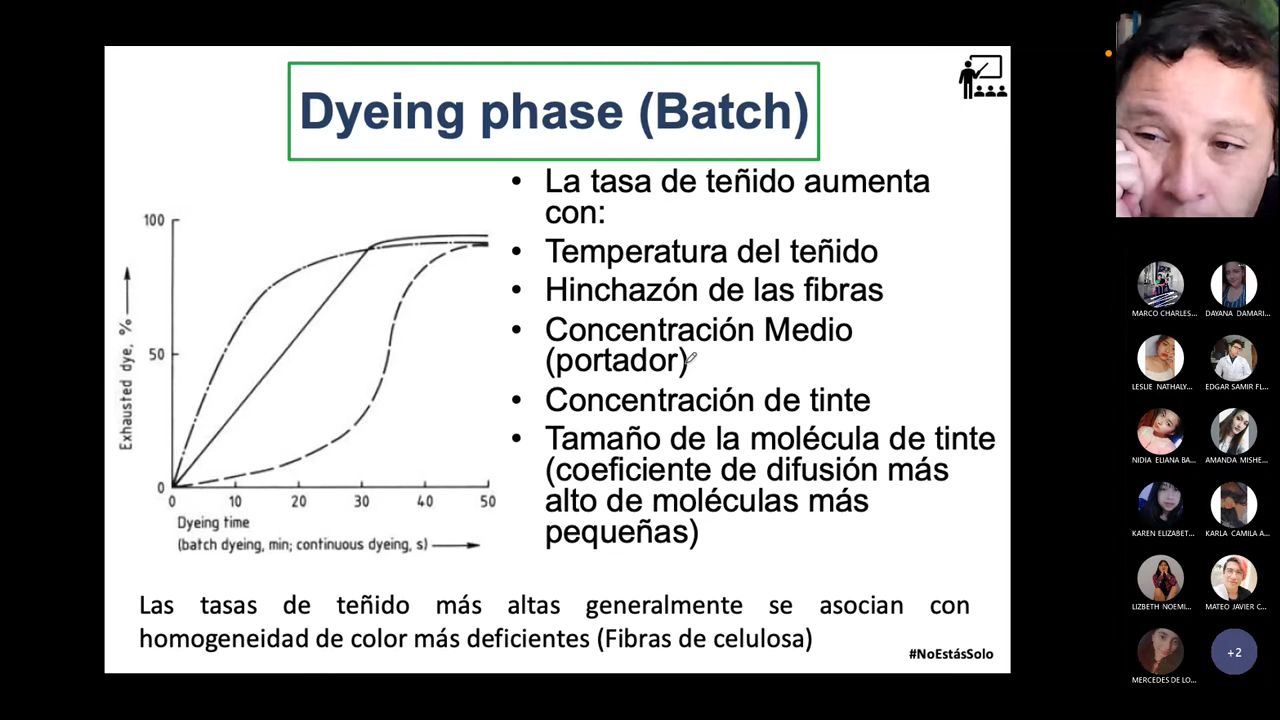 Dyeing phase (Batch)
• La tasa de teñido aumenta
con:
• Temperatura del teñido
• Hinchazón de las fibras
• Concentración Medio
(portador)
• Concentración de tinte
• Tamaño de la molécula de tinte
(coeficiente de difusión más
alto de moléculas más
pequeñas)
100
50
0
Exhausted dye, %
0 10 20 30 40 50
Dyeing time
(batch dyeing, min; continuous dyeing, s)
Las tasas de teñido más altas generalmente se asocian con
homogeneidad de color más deficientes (Fibras de celulosa)
#NoEstásSolo
MARCO CHARLES... DAYANA DAMARI...
LESLIE NATHALY... EDGAR SAMIR FL...
NIDIA ELIANA BA... AMANDA MISHE...
KAREN ELIZABET... KARLA CAMILA A...
LIZBETH NOEMI... MATEO JAVIER C...
MERCEDES DE LO... +2